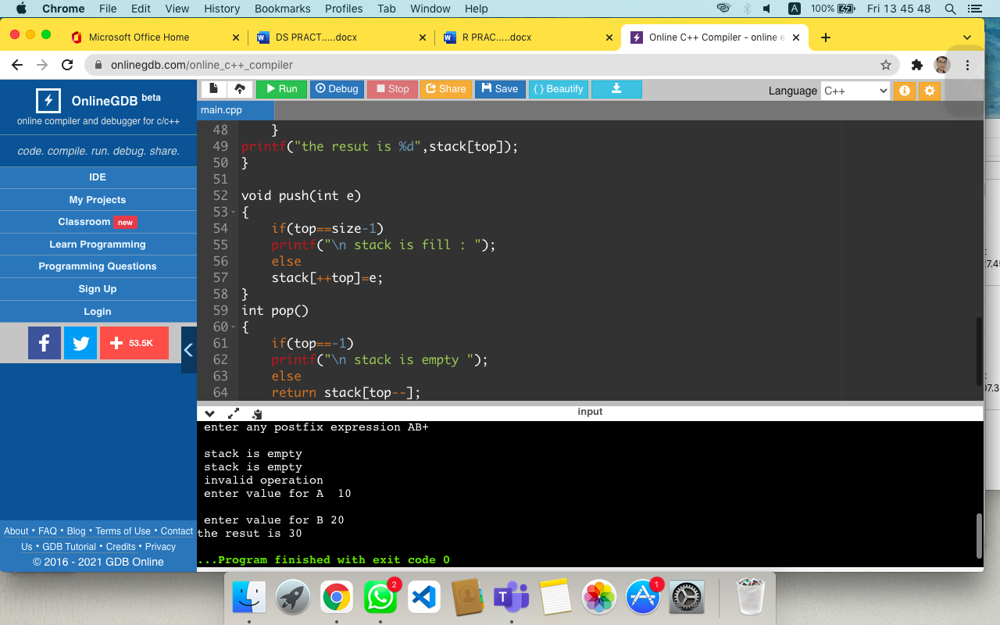 Chrome File Edit View History Bookmarks Profiles Tab Window Help A 100% Fri 13 45 48
Microsoft Office Home
DS PRACT.....docx
R PRAC.....docx
Online C++ Compiler - online e
onlinegdb.com/online_c++_compiler
OnlineGDB beta
online compiler and debugger for c/c++
code. compile. run. debug. share.
IDE
My Projects
Classroom new
Learn Programming
Programming Questions
Sign Up
Login
f
53.5K
About • FAQ • Blog • Terms of Use • Contact
Us • GDB Tutorial • Credits • Privacy
© 2016 - 2021 GDB Online
Run Debug Stop Share Save { } Beautify
Language C++
main.cpp
48 }
49 printf("the resut is %d",stack[top]);
50 }
51
52 void push(int e)
53 {
54 if(top==size-1)
55 printf("\n stack is fill : ");
56 else
57 stack[++top]=e;
58 }
59 int pop()
60 {
61 if(top==-1)
62 printf("\n stack is empty ");
63 else
64 return stack[top--];
input
enter any postfix expression AB+
stack is empty
stack is empty
invalid operation
enter value for A  10
enter value for B 20
the resut is 30
...Program finished with exit code 0
2
T
1